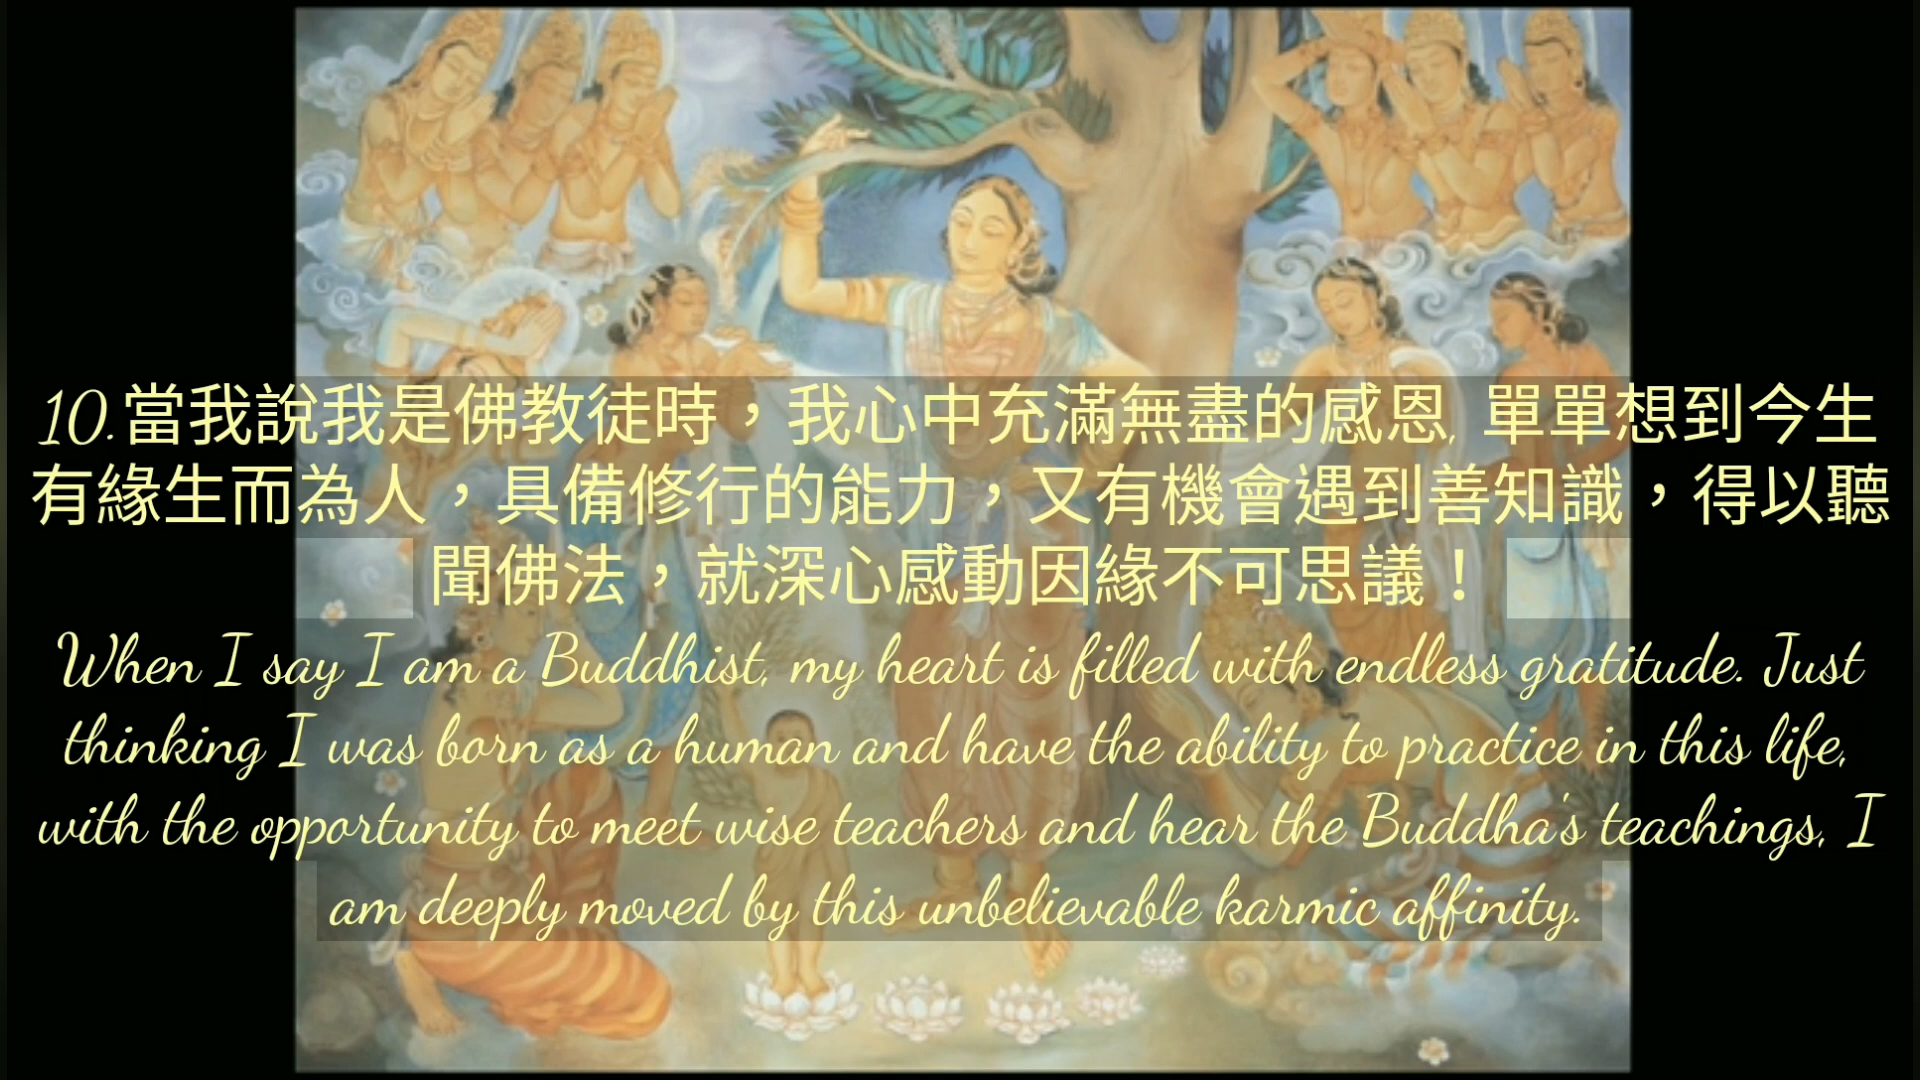 10.當我說我是佛教徒時，我心中充滿無盡的感恩, 單單想到今生
有緣生而為人，具備修行的能力，又有機會遇到善知識，得以聽
聞佛法，就深心感動因緣不可思議！
When I say I am a Buddhist, my heart is filled with endless gratitude. Just
thinking I was born as a human and have the ability to practice in this life,
with the opportunity to meet wise teachers and hear the Buddha's teachings, I
am deeply moved by this unbelievable karmic affinity.